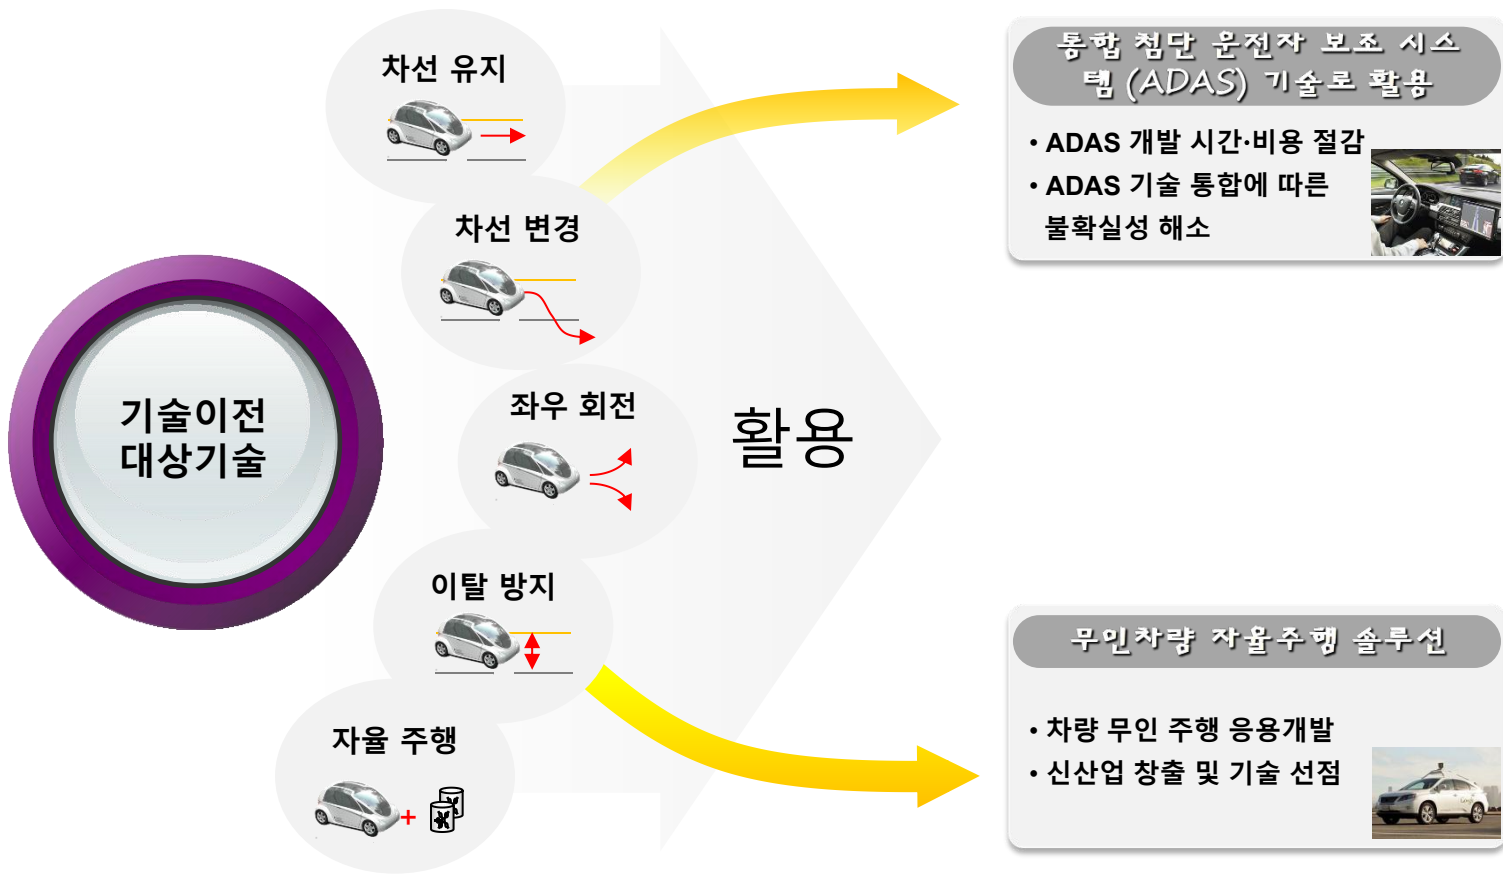 기술이전
대상기술
차선 유지
차선 변경
좌우 회전
이탈 방지
자율 주행
+
활용
통합 첨단 운전자 보조 시스
템 (ADAS) 기술로 활용
• ADAS 개발 시간·비용 절감
• ADAS 기술 통합에 따른
불확실성 해소
무인차량 자율주행 솔루션
• 차량 무인 주행 응용개발
• 신산업 창출 및 기술 선점